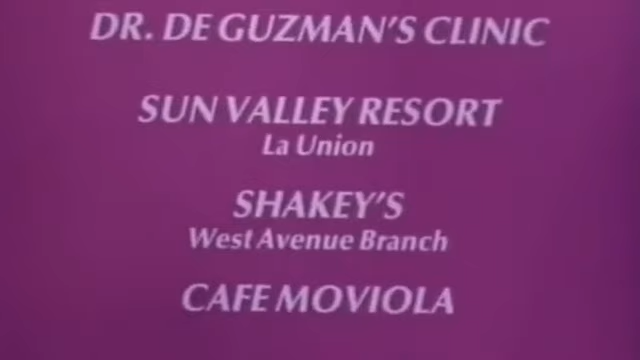 DR. DE GUZMAN'S CLINIC
SUN VALLEY RESORT
La Union
SHAKEY'S
West Avenue Branch
CAFE MOVIOLA